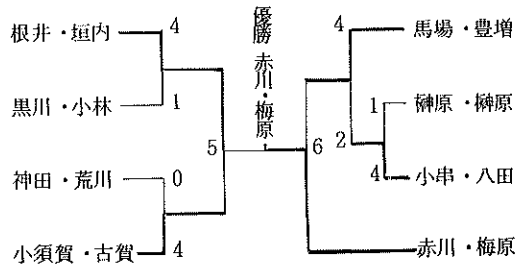 優勝 赤川・梅原
根井・垣内 4
黒川・小林 1
神田・荒川 0
小須賀・古賀 4
5
6
4 馬場・豊増
2
1 榊原・榊原
4 小串・八田
赤川・梅原